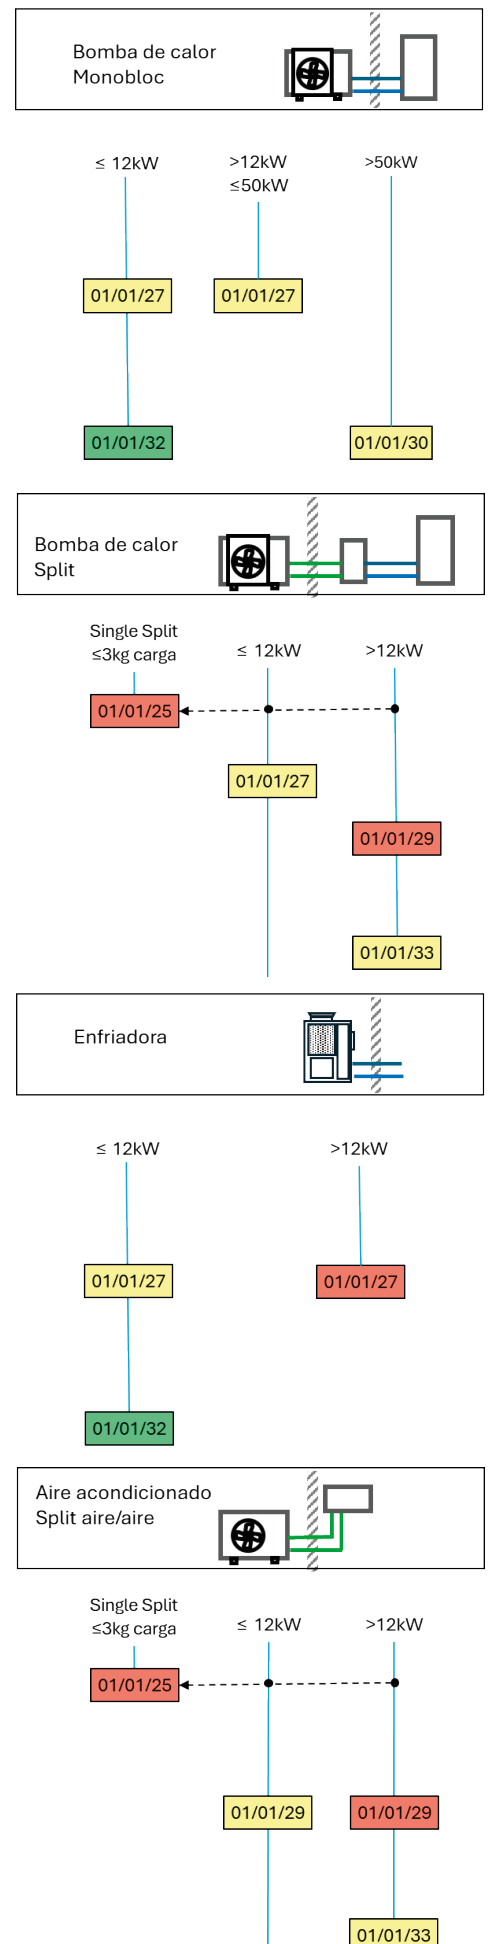 Bomba de calor
Monobloc
≤ 12kW
>12kW
≤50kW
>50kW
01/01/27
01/01/27
01/01/32
01/01/30
Bomba de calor
Split
Single Split
≤3kg carga
≤ 12kW
>12kW
01/01/25
01/01/27
01/01/29
01/01/33
Enfriadora
≤ 12kW
>12kW
01/01/27
01/01/27
01/01/32
Aire acondicionado
Split aire/aire
Single Split
≤3kg carga
≤ 12kW
>12kW
01/01/25
01/01/29
01/01/29
01/01/33